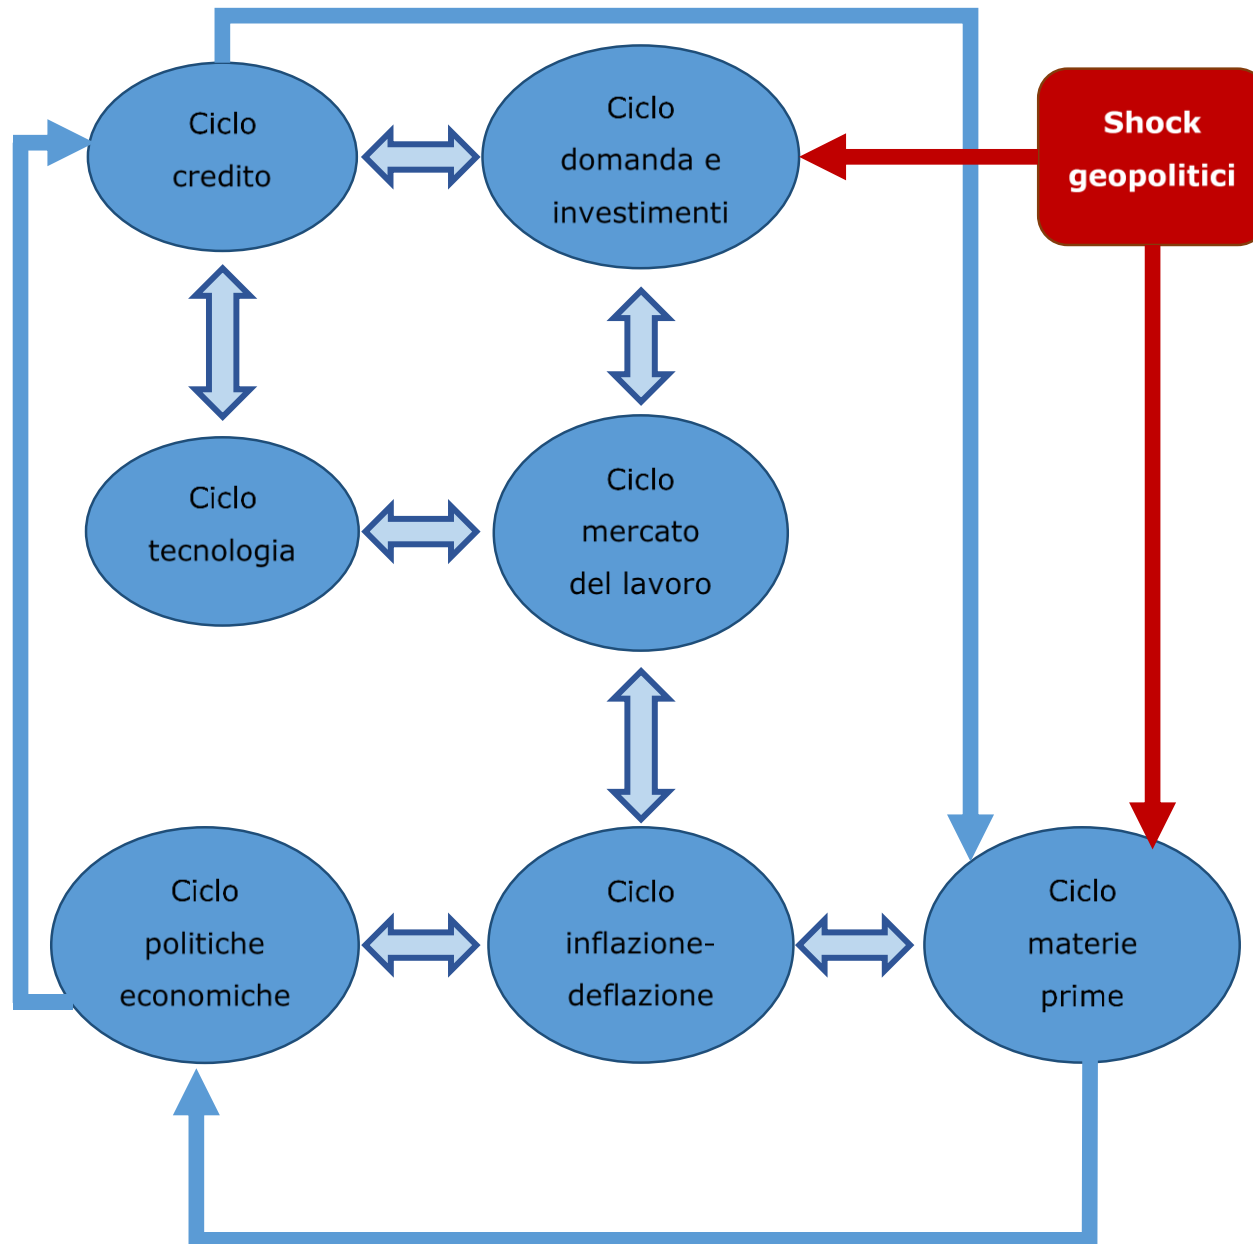 Ciclo
credito
Ciclo
domanda e
investimenti
Shock
geopolitici
Ciclo
tecnologia
Ciclo
mercato
del lavoro
Ciclo
politiche
economiche
Ciclo
inflazione-
deflazione
Ciclo
materie
prime